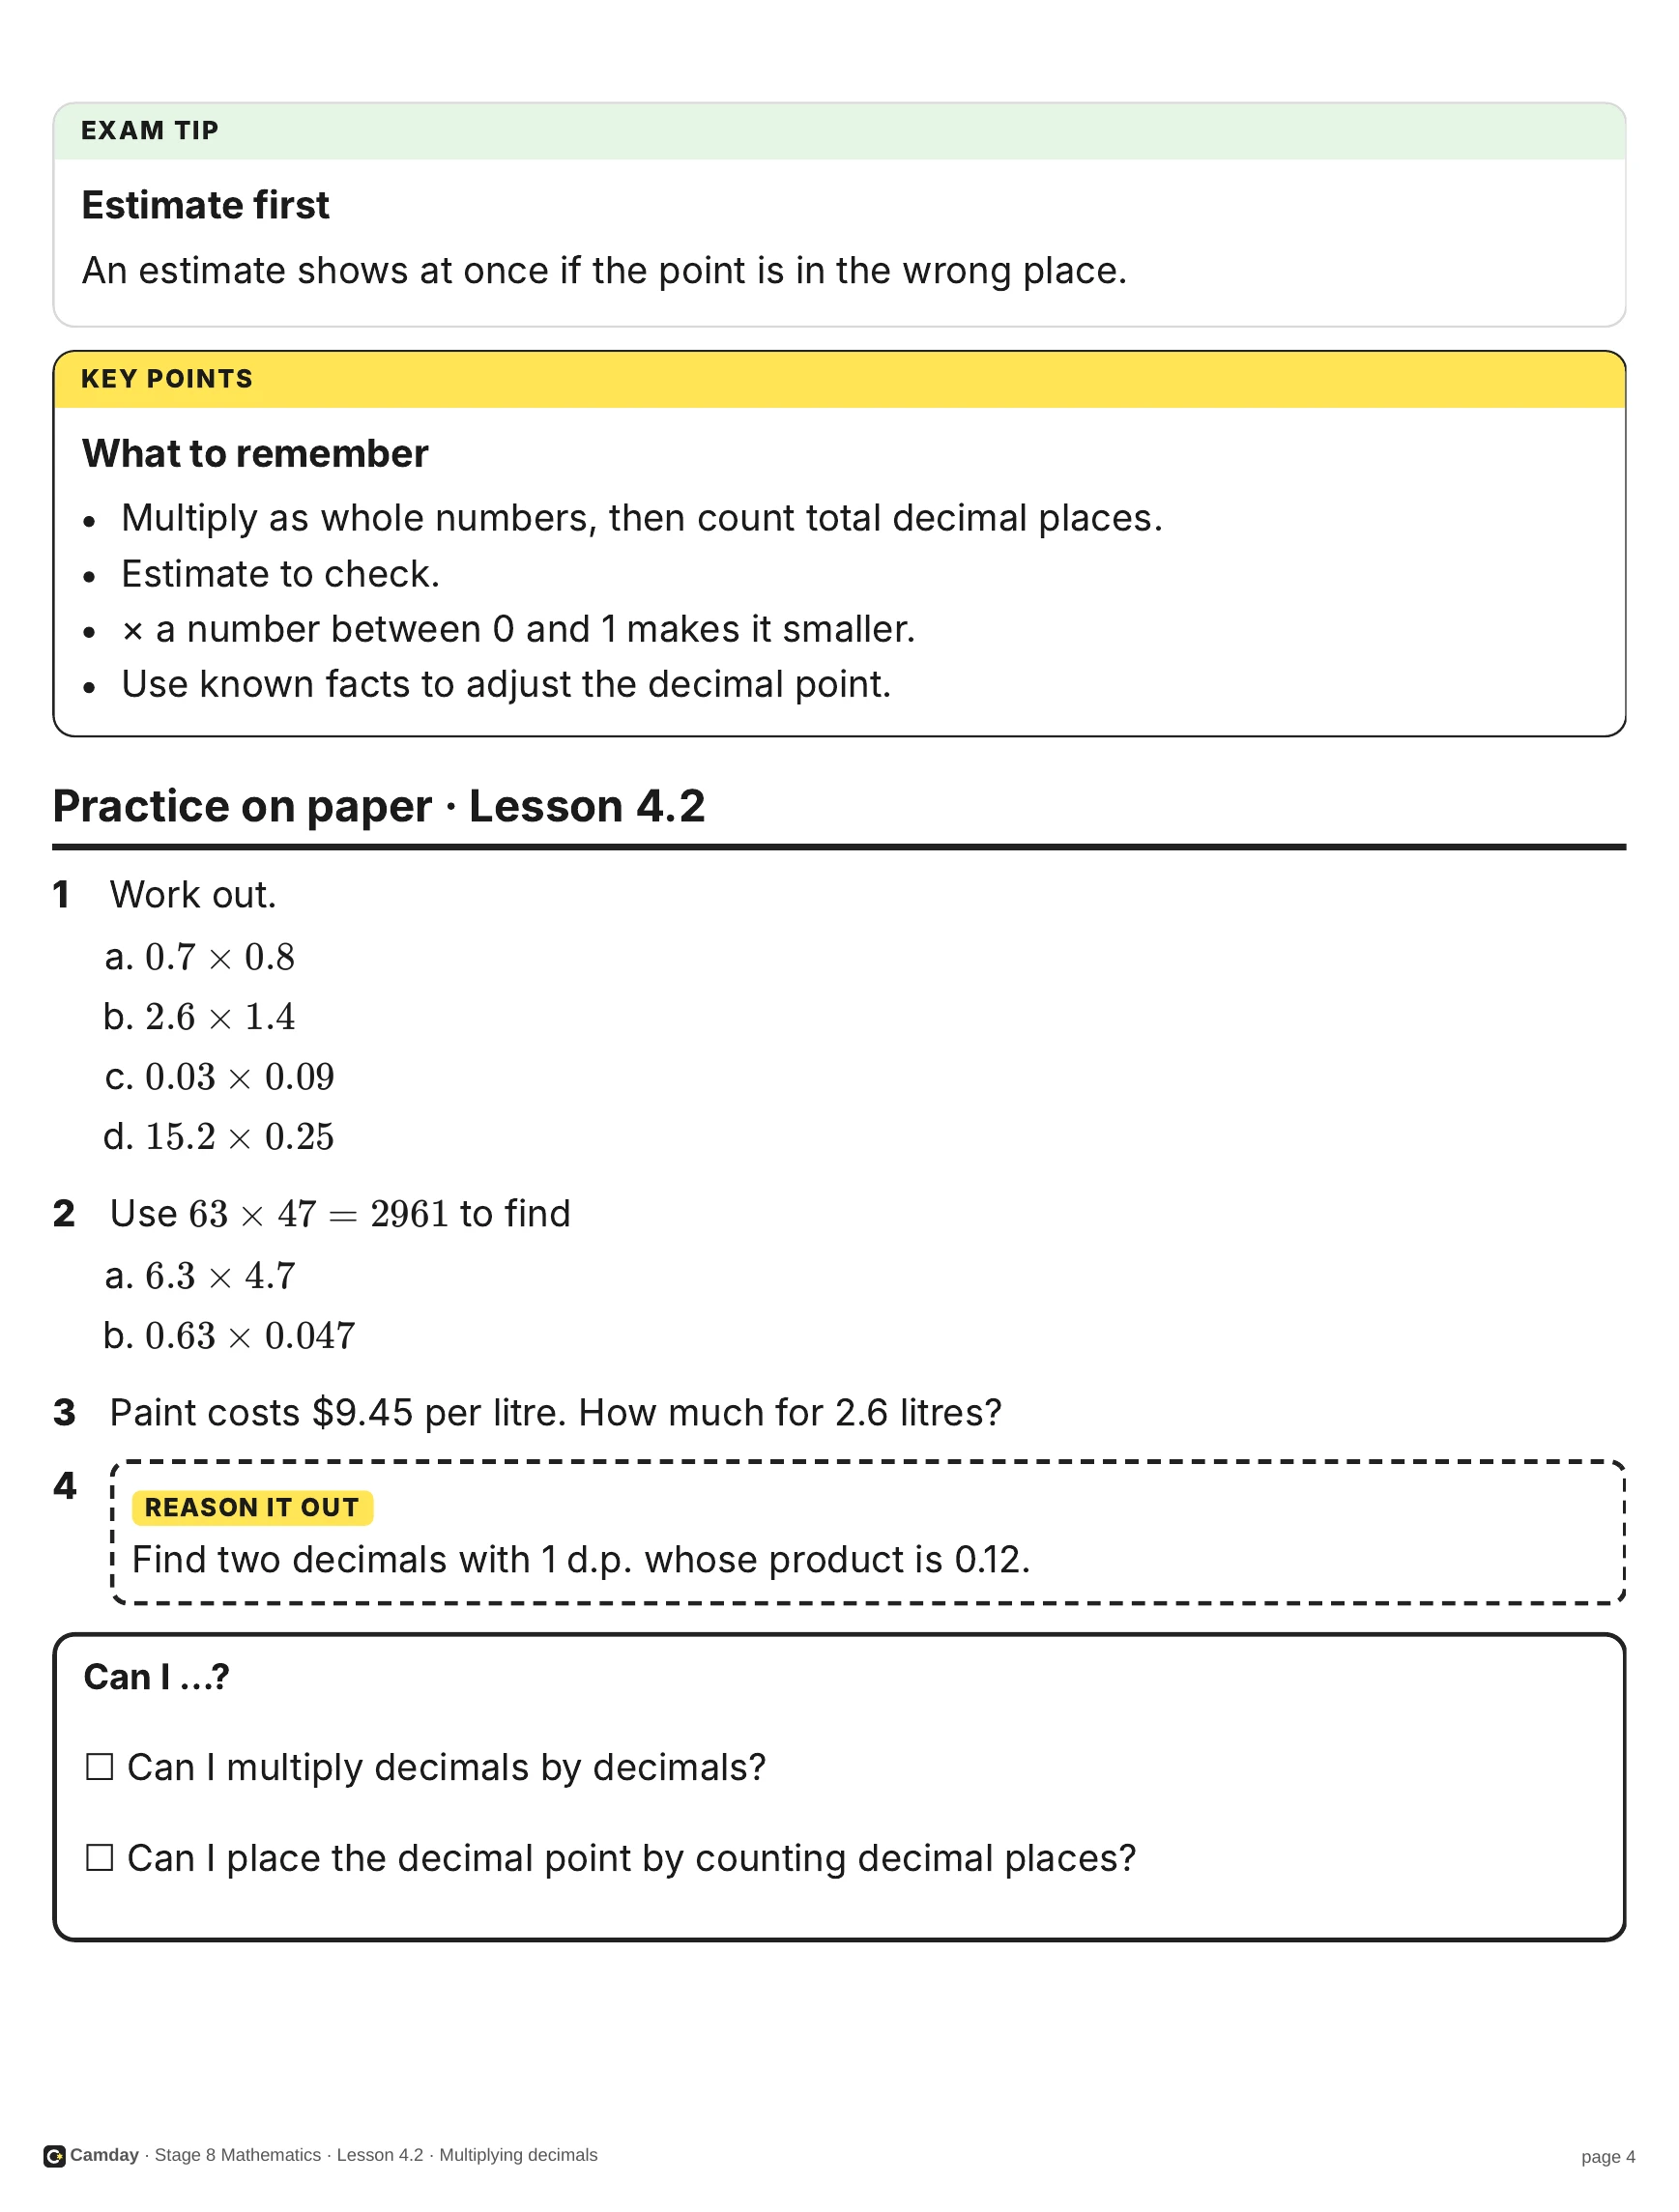 EXAM TIP
Estimate first
An estimate shows at once if the point is in the wrong place.
KEY POINTS
What to remember
• Multiply as whole numbers, then count total decimal places.
• Estimate to check.
• × a number between 0 and 1 makes it smaller.
• Use known facts to adjust the decimal point.
Practice on paper · Lesson 4.2
1 Work out.
a. 0.7 × 0.8
b. 2.6 × 1.4
c. 0.03 × 0.09
d. 15.2 × 0.25
2 Use 63 × 47 = 2961 to find
a. 6.3 × 4.7
b. 0.63 × 0.047
3 Paint costs $9.45 per litre. How much for 2.6 litres?
4 REASON IT OUT
Find two decimals with 1 d.p. whose product is 0.12.
Can I ...?
☐ Can I multiply decimals by decimals?
☐ Can I place the decimal point by counting decimal places?
Camday · Stage 8 Mathematics · Lesson 4.2 · Multiplying decimals page 4